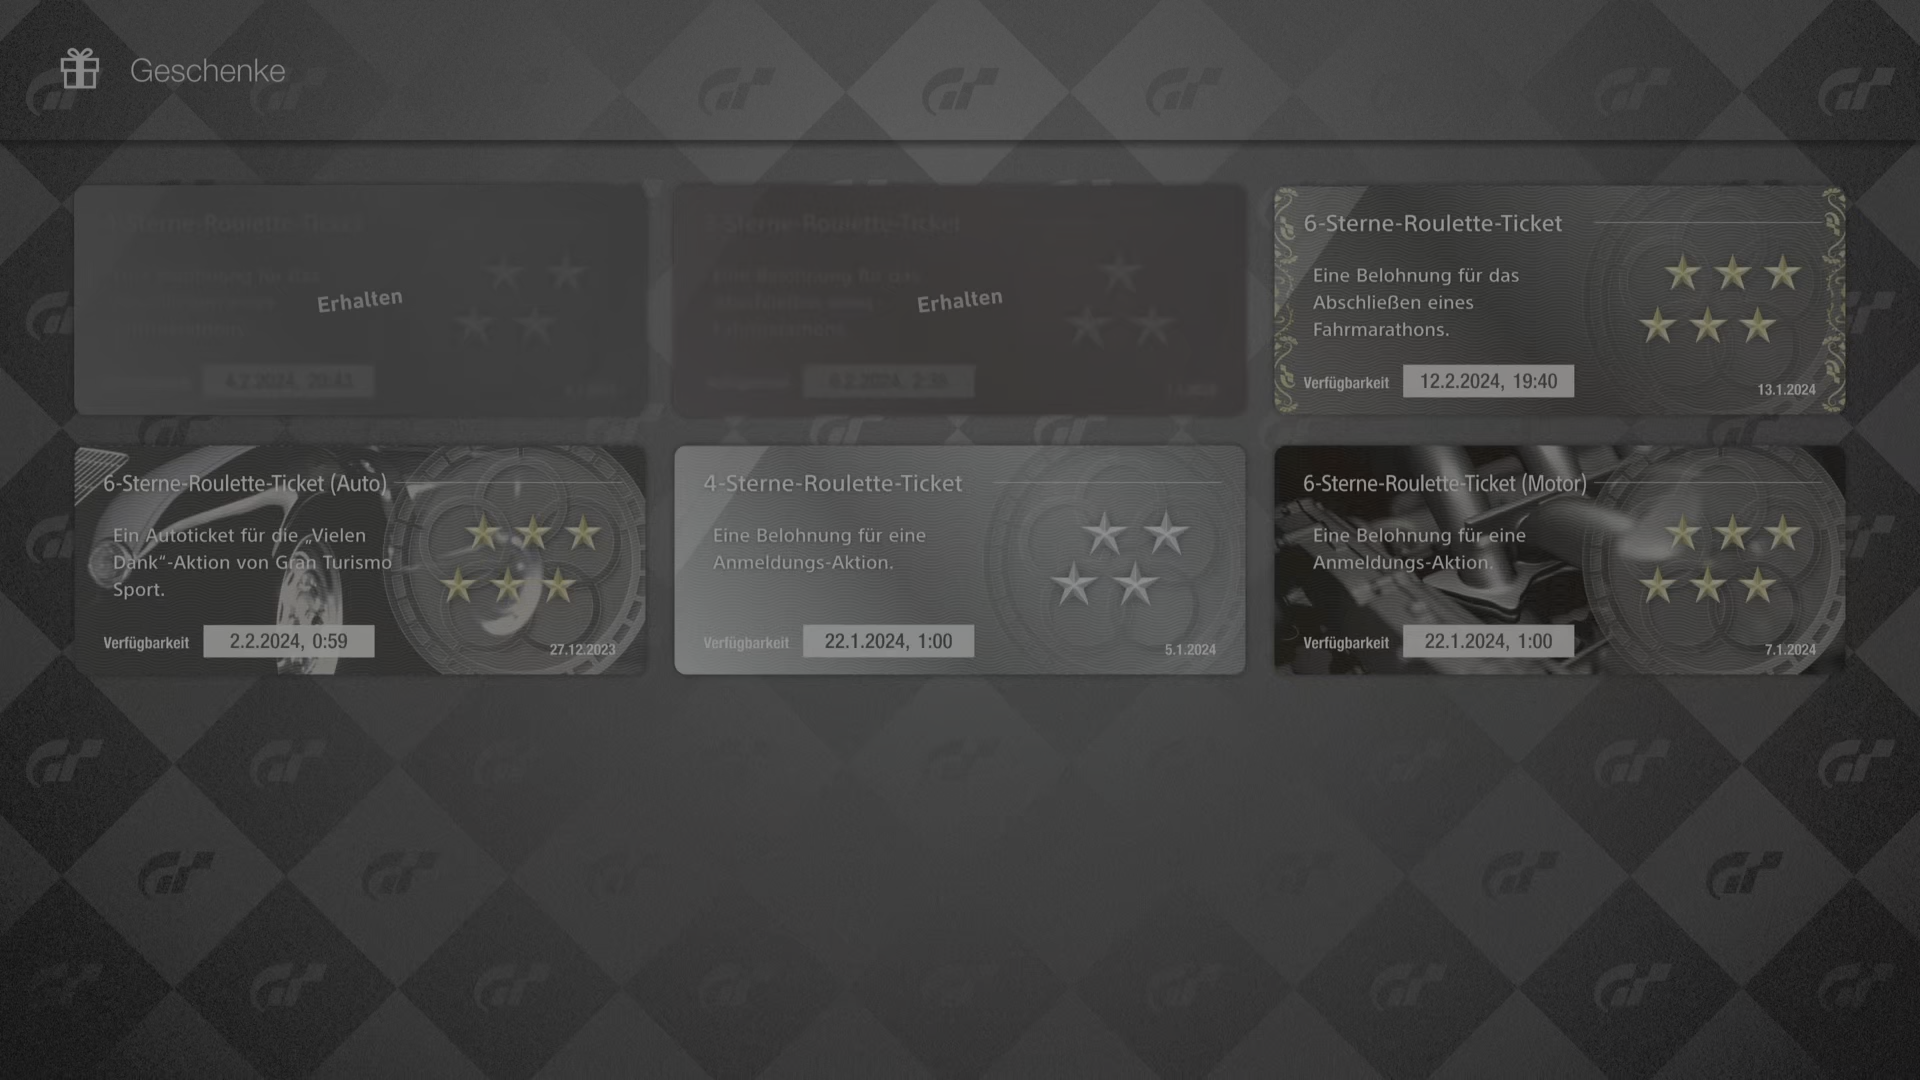 Geschenke
Erhalten
Erhalten
6-Sterne-Roulette-Ticket
Eine Belohnung für das
Abschließen eines
Fahrmarathons.
Verfügbarkeit 12.2.2024, 19:40 13.1.2024
6-Sterne-Roulette-Ticket (Auto)
Ein Autoticket für die „Vielen
Dank“-Aktion von Gran Turismo
Sport.
Verfügbarkeit 2.2.2024, 0:59 27.12.2023
4-Sterne-Roulette-Ticket
Eine Belohnung für eine
Anmeldungs-Aktion.
Verfügbarkeit 22.1.2024, 1:00 5.1.2024
6-Sterne-Roulette-Ticket (Motor)
Eine Belohnung für eine
Anmeldungs-Aktion.
Verfügbarkeit 22.1.2024, 1:00 7.1.2024